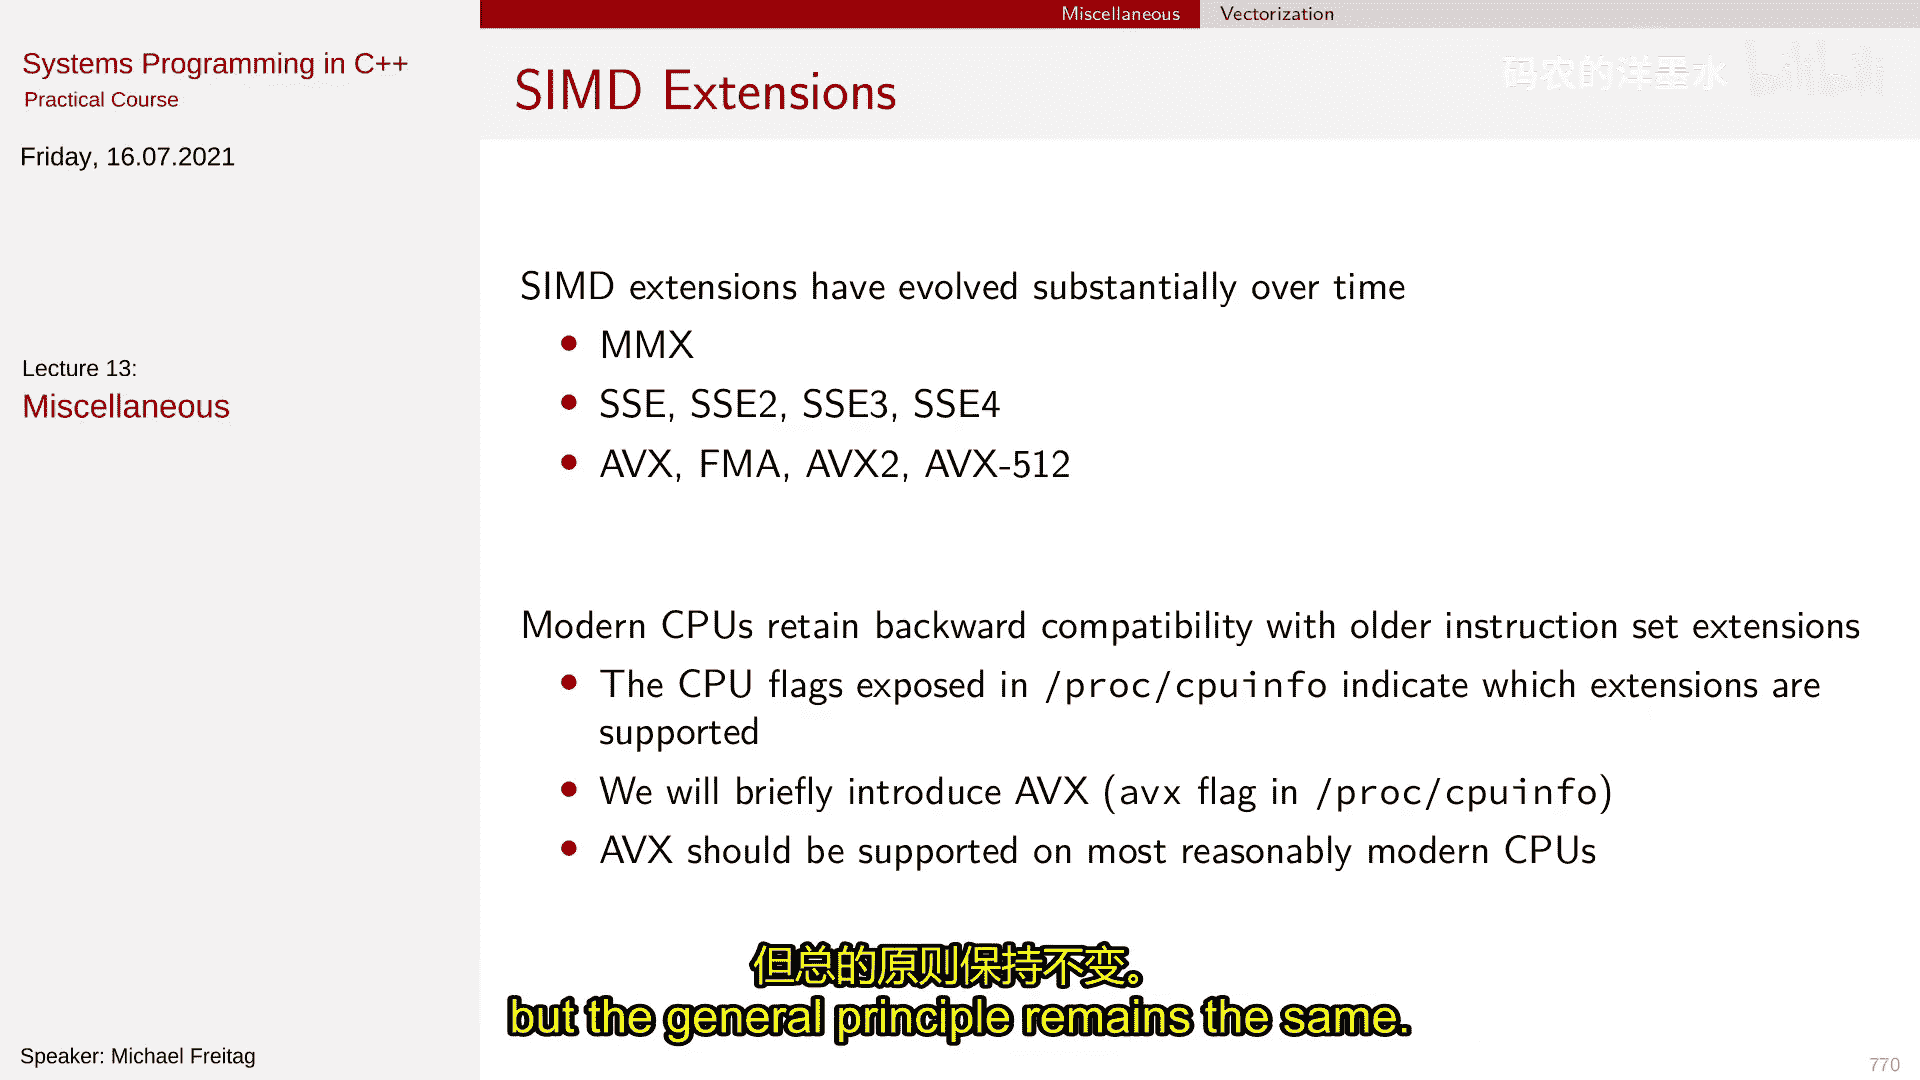 Miscellaneous
Vectorization
Systems Programming in C++
Practical Course
Friday, 16.07.2021
Lecture 13:
Miscellaneous
Speaker: Michael Freitag
SIMD Extensions
码农的洋墨水
bilibili
SIMD extensions have evolved substantially over time
• MMX
• SSE, SSE2, SSE3, SSE4
• AVX, FMA, AVX2, AVX-512
Modern CPUs retain backward compatibility with older instruction set extensions
• The CPU flags exposed in /proc/cpuinfo indicate which extensions are
supported
• We will briefly introduce AVX (avx flag in /proc/cpuinfo)
• AVX should be supported on most reasonably modern CPUs
但总的原则保持不变。
but the general principle remains the same.
770